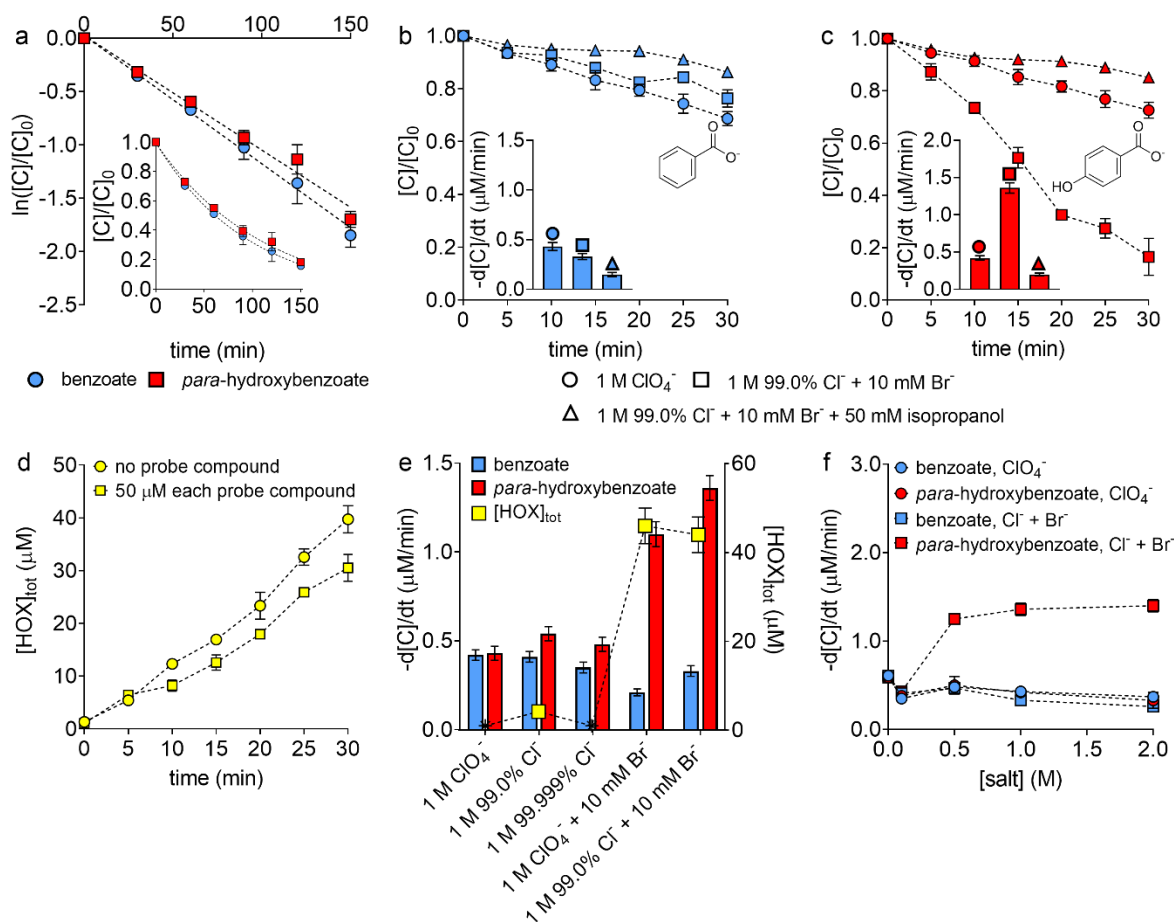 a
0 30 60 90 120 150
0.0
-0.5
-1.0
-1.5
-2.0
-2.5
ln([C]/[C]₀)
1.0
0.8
0.6
0.4
0.2
0.0
[C]/[C]₀
0 50 100 150
time (min)
b
1.0
0.8
0.6
0.4
0.2
0.0
[C]/[C]₀
1.5
1.0
0.5
0.0
-d[C]/dt (µM/min)
O
O⁻
0 5 10 15 20 25 30
time (min)
c
1.0
0.8
0.6
0.4
0.2
0.0
[C]/[C]₀
2.0
1.5
1.0
0.5
0.0
-d[C]/dt (µM/min)
O
O⁻
HO
0 5 10 15 20 25 30
time (min)
benzoate para-hydroxybenzoate
1 M ClO₄⁻ 1 M 99.0% Cl⁻ + 10 mM Br⁻
1 M 99.0% Cl⁻ + 10 mM Br⁻ + 50 mM isopropanol
d
50
40
30
20
10
0
[HOX]tot (µM)
no probe compound
50 µM each probe compound
0 5 10 15 20 25 30
time (min)
e
1.5
1.0
0.5
0.0
-d[C]/dt (µM/min)
benzoate
para-hydroxybenzoate
[HOX]tot
60
40
20
0
[HOX]tot (µM)
1 M ClO₄⁻
1 M 99.0% Cl⁻
1 M 99.999% Cl⁻
1 M ClO₄⁻ + 10 mM Br⁻
1 M 99.0% Cl⁻ + 10 mM Br⁻
f
3.0
2.0
1.0
0.0
-d[C]/dt (µM/min)
benzoate, ClO₄⁻
para-hydroxybenzoate, ClO₄⁻
benzoate, Cl⁻ + Br⁻
para-hydroxybenzoate, Cl⁻ + Br⁻
0.0 0.5 1.0 1.5 2.0
[salt] (M)